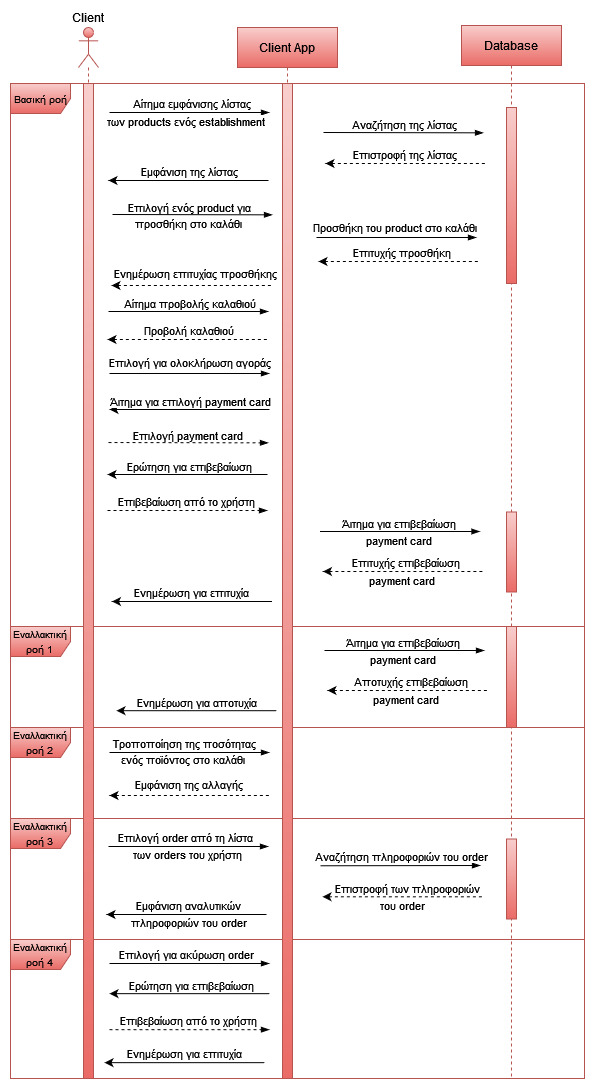 Client
Client App
Database
Βασική ροή
Αίτημα εμφάνισης λίστας
των products ενός establishment
Αναζήτηση της λίστας
Επιστροφή της λίστας
Εμφάνιση της λίστας
Επιλογή ενός product για
προσθήκη στο καλάθι
Προσθήκη του product στο καλάθι
Επιτυχής προσθήκη
Ενημέρωση επιτυχίας προσθήκης
Αίτημα προβολής καλαθιού
Προβολή καλαθιού
Επιλογή για ολοκλήρωση αγοράς
Άιτημα για επιλογή payment card
Επιλογή payment card
Ερώτηση για επιβεβαίωση
Επιβεβαίωση από το χρήστη
Άιτημα για επιβεβαίωση
payment card
Επιτυχής επιβεβαίωση
payment card
Ενημέρωση για επιτυχία
Εναλλακτική
ροή 1
Άιτημα για επιβεβαίωση
payment card
Αποτυχής επιβεβαίωση
payment card
Ενημέρωση για αποτυχία
Εναλλακτική
ροή 2
Τροπποποίηση της ποσότητας
ενός ποϊόντος στο καλάθι
Εμφάνιση της αλλαγής
Εναλλακτική
ροή 3
Επιλογή order από τη λίστα
των orders του χρήστη
Αναζήτηση πληροφοριών του order
Επιστροφή των πληροφοριών
του order
Εμφάνιση αναλυτικών
πληροφοριών του order
Εναλλακτική
ροή 4
Επιλογή για ακύρωση order
Ερώτηση για επιβεβαίωση
Επιβεβαίωση από το χρήστη
Ενημέρωση για επιτυχία